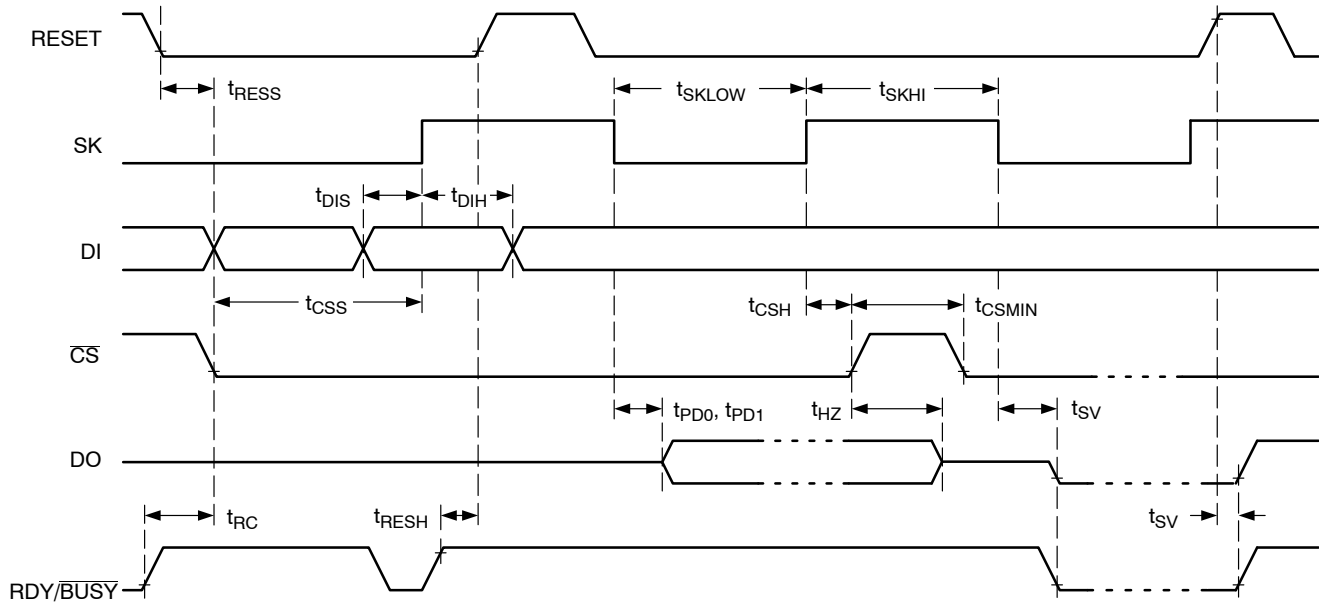 RESET
tRESS
tSKLOW
tSKHI
SK
tDIS
tDIH
DI
tCSS
tCSH
tCSMIN
CS
tPD0, tPD1
tHZ
tSV
DO
tRC
tRESH
tSV
RDY/BUSY